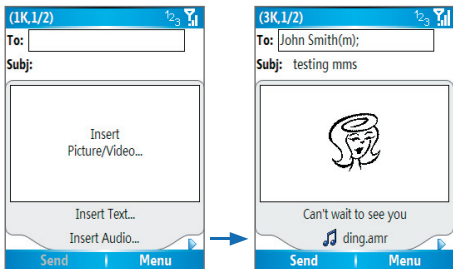 (1K,1/2) 123
To:
Subj:
Insert
Picture/Video...
Insert Text...
Insert Audio...
Send Menu
(3K,1/2) 123
To: John Smith(m);
Subj: testing mms
Can't wait to see you
ding.amr
Send Menu